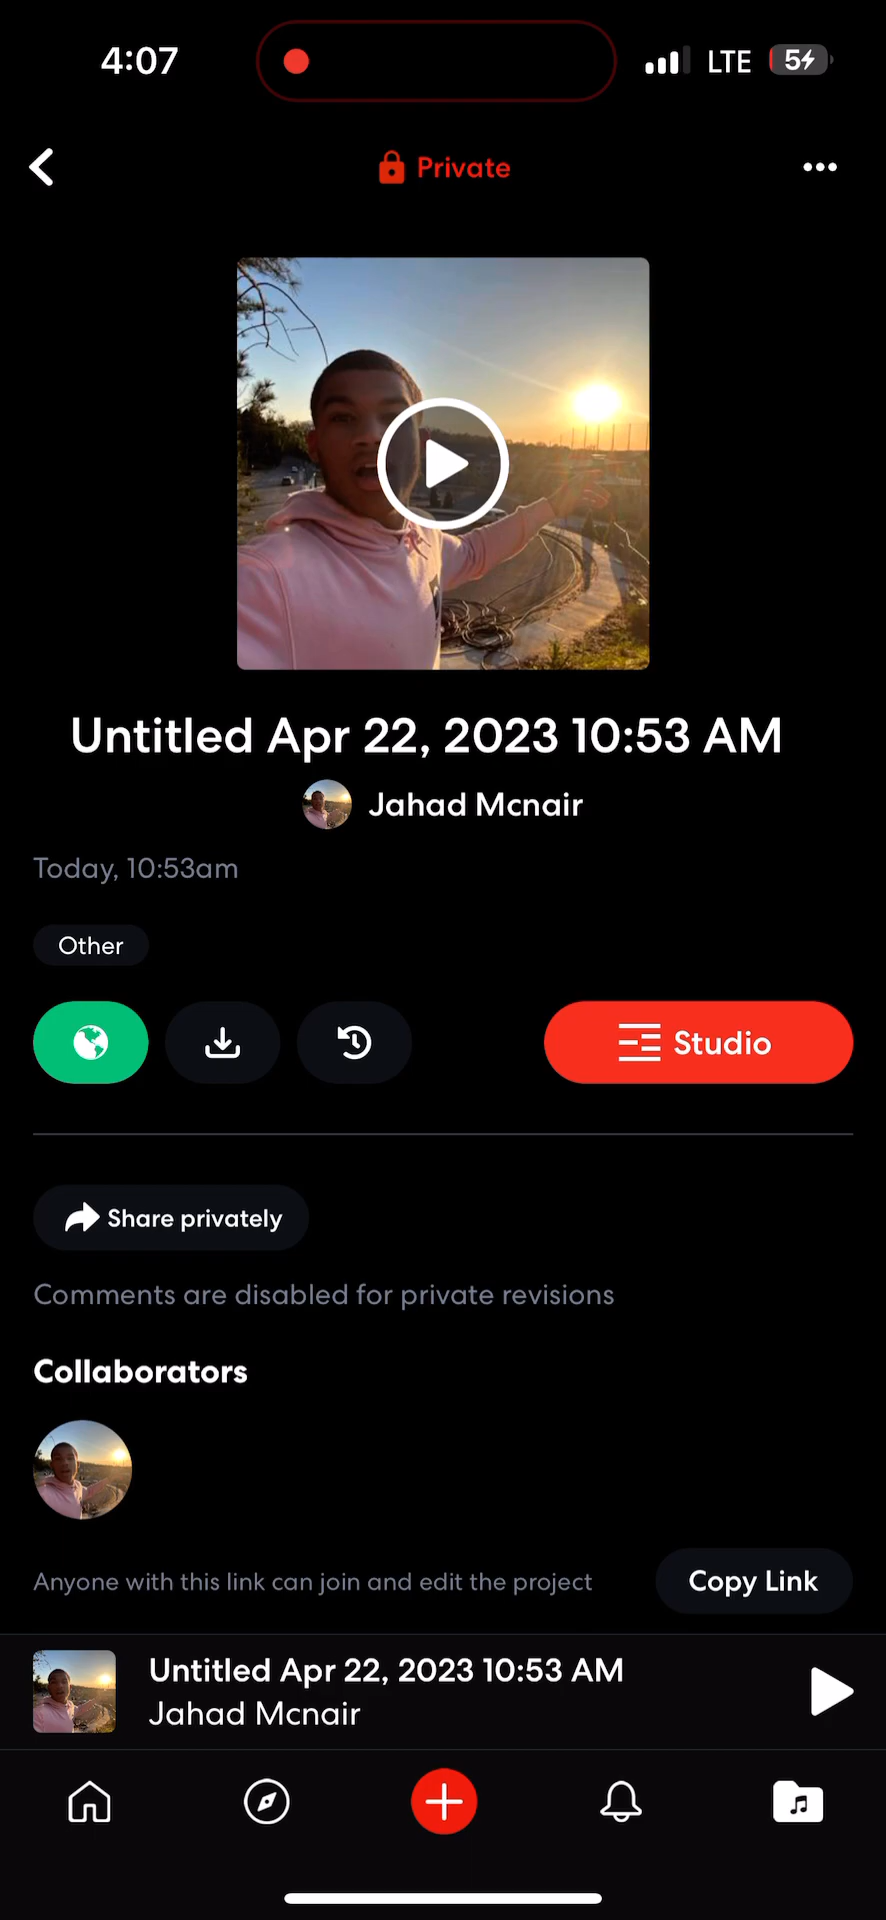 4:07
LTE
5
Private
Untitled Apr 22, 2023 10:53 AM
Jahad Mcnair
Today, 10:53am
Other
Studio
Share privately
Comments are disabled for private revisions
Collaborators
Anyone with this link can join and edit the project
Copy Link
Untitled Apr 22, 2023 10:53 AM
Jahad Mcnair